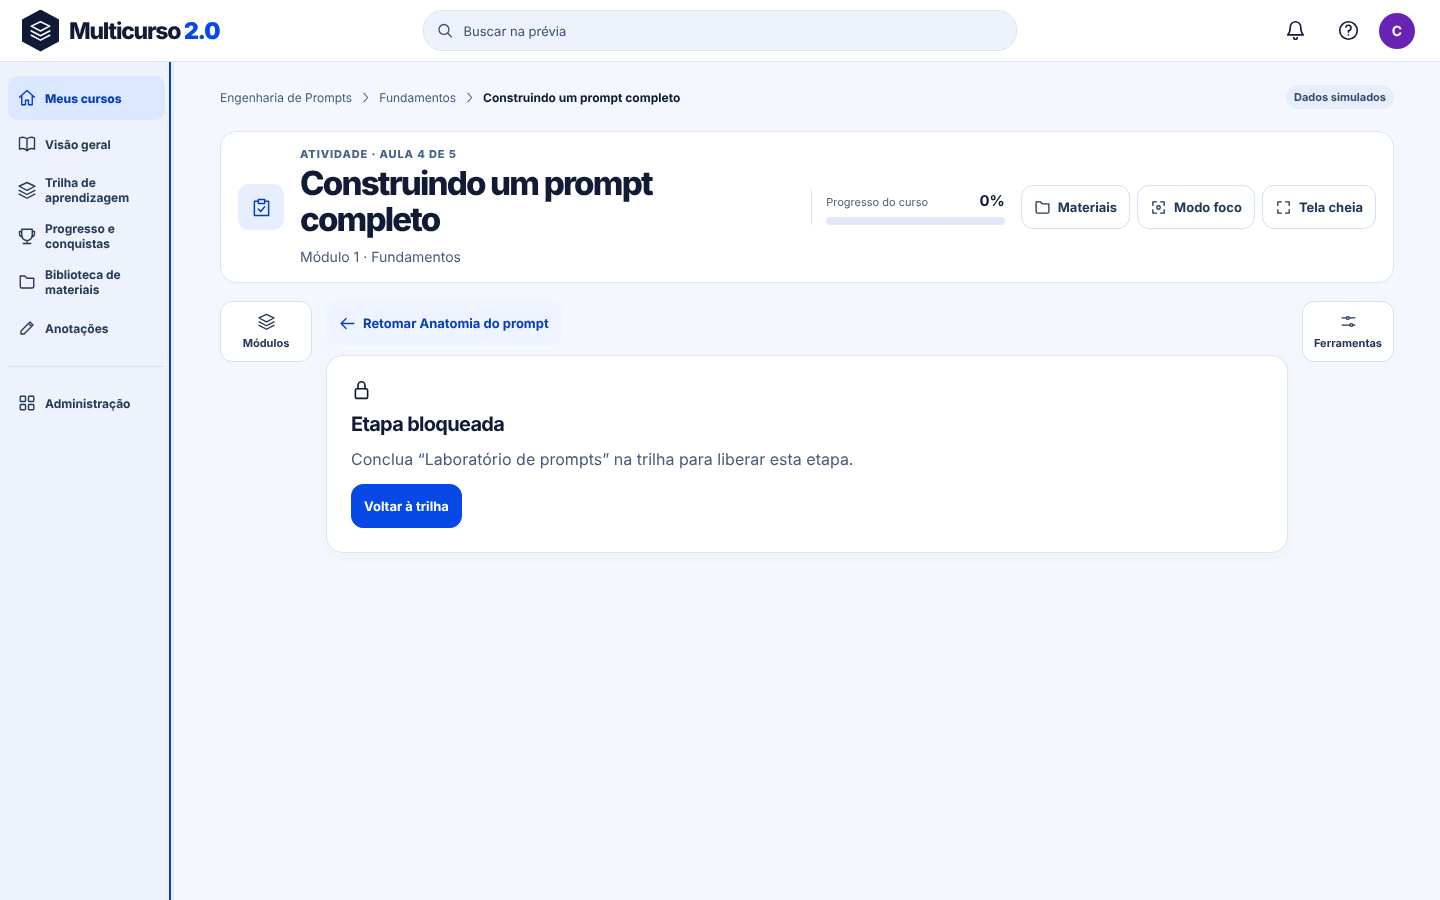 Multicurso 2.0
Buscar na prévia
C
Meus cursos
Visão geral
Trilha de
aprendizagem
Progresso e
conquistas
Biblioteca de
materiais
Anotações
Administração
Engenharia de Prompts
Fundamentos
Construindo um prompt completo
Dados simulados
ATIVIDADE · AULA 4 DE 5
Construindo um prompt
completo
Módulo 1 · Fundamentos
Progresso do curso
0%
Materiais
Modo foco
Tela cheia
Módulos
Retomar Anatomia do prompt
Ferramentas
Etapa bloqueada
Conclua “Laboratório de prompts” na trilha para liberar esta etapa.
Voltar à trilha